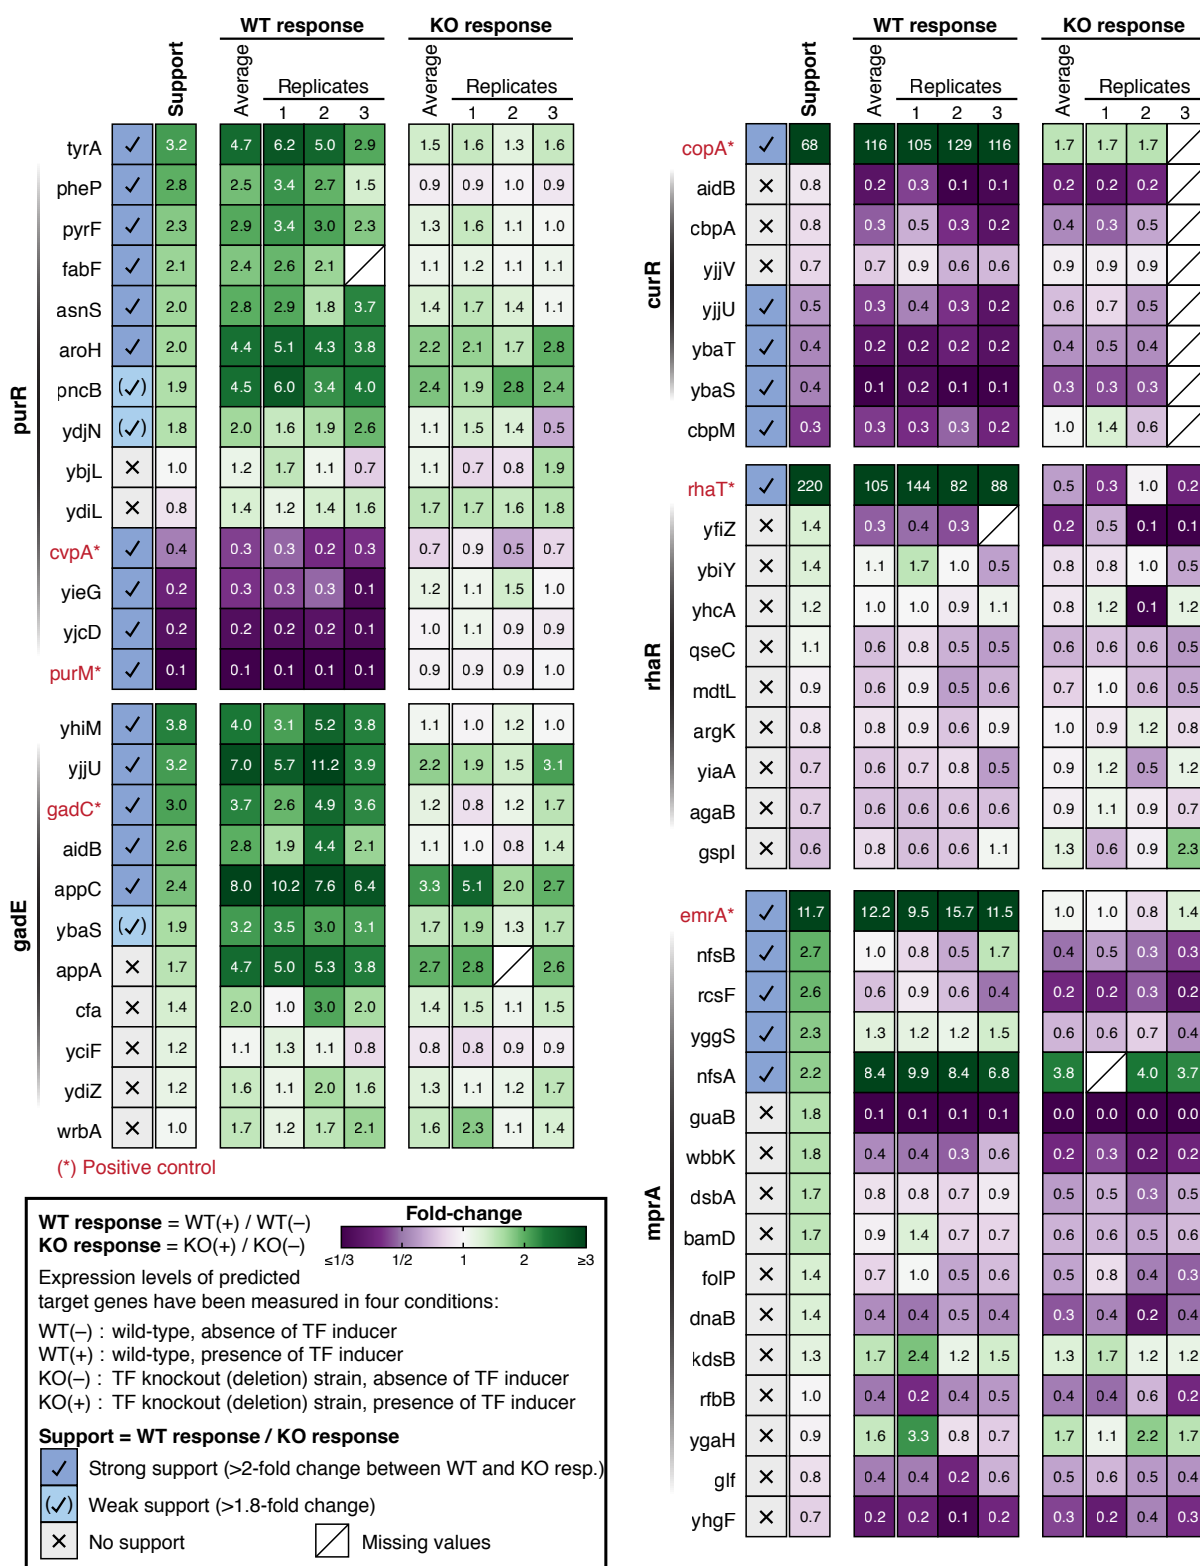 WT response KO response
Support Average Replicates Average Replicates
1 2 3 1 2 3
purR
tyrA ✓ 3.2 4.7 6.2 5.0 2.9 1.5 1.6 1.3 1.6
pheP ✓ 2.8 2.5 3.4 2.7 1.5 0.9 0.9 1.0 0.9
pyrF ✓ 2.3 2.9 3.4 3.0 2.3 1.3 1.6 1.1 1.0
fabF ✓ 2.1 2.4 2.6 2.1 1.1 1.2 1.1 1.1
asnS ✓ 2.0 2.8 2.9 1.8 3.7 1.4 1.7 1.4 1.1
aroH ✓ 2.0 4.4 5.1 4.3 3.8 2.2 2.1 1.7 2.8
pncB (✓) 1.9 4.5 6.0 3.4 4.0 2.4 1.9 2.8 2.4
ydjN (✓) 1.8 2.0 1.6 1.9 2.6 1.1 1.5 1.4 0.5
ybjL ✕ 1.0 1.2 1.7 1.1 0.7 1.1 0.7 0.8 1.9
ydiL ✕ 0.8 1.4 1.2 1.4 1.6 1.7 1.7 1.6 1.8
cvpA* ✓ 0.4 0.3 0.3 0.2 0.3 0.7 0.9 0.5 0.7
yieG ✓ 0.2 0.3 0.3 0.3 0.1 1.2 1.1 1.5 1.0
yjcD ✓ 0.2 0.2 0.2 0.2 0.1 1.0 1.1 0.9 0.9
purM* ✓ 0.1 0.1 0.1 0.1 0.1 0.9 0.9 0.9 1.0
gadE
yhiM ✓ 3.8 4.0 3.1 5.2 3.8 1.1 1.0 1.2 1.0
yjjU ✓ 3.2 7.0 5.7 11.2 3.9 2.2 1.9 1.5 3.1
gadC* ✓ 3.0 3.7 2.6 4.9 3.6 1.2 0.8 1.2 1.7
aidB ✓ 2.6 2.8 1.9 4.4 2.1 1.1 1.0 0.8 1.4
appC ✓ 2.4 8.0 10.2 7.6 6.4 3.3 5.1 2.0 2.7
ybaS (✓) 1.9 3.2 3.5 3.0 3.1 1.7 1.9 1.3 1.7
appA ✕ 1.7 4.7 5.0 5.3 3.8 2.7 2.8 2.6
cfa ✕ 1.4 2.0 1.0 3.0 2.0 1.4 1.5 1.1 1.5
yciF ✕ 1.2 1.1 1.3 1.1 0.8 0.8 0.8 0.9 0.9
ydiZ ✕ 1.2 1.6 1.1 2.0 1.6 1.3 1.1 1.2 1.7
wrbA ✕ 1.0 1.7 1.2 1.7 2.1 1.6 2.3 1.1 1.4
(*) Positive control
WT response = WT(+) / WT(–)
KO response = KO(+) / KO(–)
Fold-change
≤1/3 1/2 1 2 ≥3
Expression levels of predicted
target genes have been measured in four conditions:
WT(–) : wild-type, absence of TF inducer
WT(+) : wild-type, presence of TF inducer
KO(–) : TF knockout (deletion) strain, absence of TF inducer
KO(+) : TF knockout (deletion) strain, presence of TF inducer
Support = WT response / KO response
✓ Strong support (>2-fold change between WT and KO resp.)
(✓) Weak support (>1.8-fold change)
✕ No support Missing values
WT response KO response
Support Average Replicates Average Replicates
1 2 3 1 2 3
curR
copA* ✓ 68 116 105 129 116 1.7 1.7 1.7
aidB ✕ 0.8 0.2 0.3 0.1 0.1 0.2 0.2 0.2
cbpA ✕ 0.8 0.3 0.5 0.3 0.2 0.4 0.3 0.5
yjjV ✕ 0.7 0.7 0.9 0.6 0.6 0.9 0.9 0.9
yjjU ✓ 0.5 0.3 0.4 0.3 0.2 0.6 0.7 0.5
ybaT ✓ 0.4 0.2 0.2 0.2 0.2 0.4 0.5 0.4
ybaS ✓ 0.4 0.1 0.2 0.1 0.1 0.3 0.3 0.3
cbpM ✓ 0.3 0.3 0.3 0.3 0.2 1.0 1.4 0.6
rhaR
rhaT* ✓ 220 105 144 82 88 0.5 0.3 1.0 0.2
yfiZ ✕ 1.4 0.3 0.4 0.3 0.2 0.5 0.1 0.1
ybiY ✕ 1.4 1.1 1.7 1.0 0.5 0.8 0.8 1.0 0.5
yhcA ✕ 1.2 1.0 1.0 0.9 1.1 0.8 1.2 0.1 1.2
qseC ✕ 1.1 0.6 0.8 0.5 0.5 0.6 0.6 0.6 0.5
mdtL ✕ 0.9 0.6 0.9 0.5 0.6 0.7 1.0 0.6 0.5
argK ✕ 0.8 0.8 0.9 0.6 0.9 1.0 0.9 1.2 0.8
yiaA ✕ 0.7 0.6 0.7 0.8 0.5 0.9 1.2 0.5 1.2
agaB ✕ 0.7 0.6 0.6 0.6 0.6 0.9 1.1 0.9 0.7
gspI ✕ 0.6 0.8 0.6 0.6 1.1 1.3 0.6 0.9 2.3
mprA
emrA* ✓ 11.7 12.2 9.5 15.7 11.5 1.0 1.0 0.8 1.4
nfsB ✓ 2.7 1.0 0.8 0.5 1.7 0.4 0.5 0.3 0.3
rcsF ✓ 2.6 0.6 0.9 0.6 0.4 0.2 0.2 0.3 0.2
yggS ✓ 2.3 1.3 1.2 1.2 1.5 0.6 0.6 0.7 0.4
nfsA ✓ 2.2 8.4 9.9 8.4 6.8 3.8 4.0 3.7
guaB ✕ 1.8 0.1 0.1 0.1 0.1 0.0 0.0 0.0 0.0
wbbK ✕ 1.8 0.4 0.4 0.3 0.6 0.2 0.3 0.2 0.2
dsbA ✕ 1.7 0.8 0.8 0.7 0.9 0.5 0.5 0.3 0.5
bamD ✕ 1.7 0.9 1.4 0.7 0.7 0.6 0.6 0.5 0.6
folP ✕ 1.4 0.7 1.0 0.5 0.6 0.5 0.8 0.4 0.3
dnaB ✕ 1.4 0.4 0.4 0.5 0.4 0.3 0.4 0.2 0.4
kdsB ✕ 1.3 1.7 2.4 1.2 1.5 1.3 1.7 1.2 1.2
rfbB ✕ 1.0 0.4 0.2 0.4 0.5 0.4 0.4 0.6 0.2
ygaH ✕ 0.9 1.6 3.3 0.8 0.7 1.7 1.1 2.2 1.7
glf ✕ 0.8 0.4 0.4 0.2 0.6 0.5 0.6 0.5 0.4
yhgF ✕ 0.7 0.2 0.2 0.1 0.2 0.3 0.2 0.4 0.3